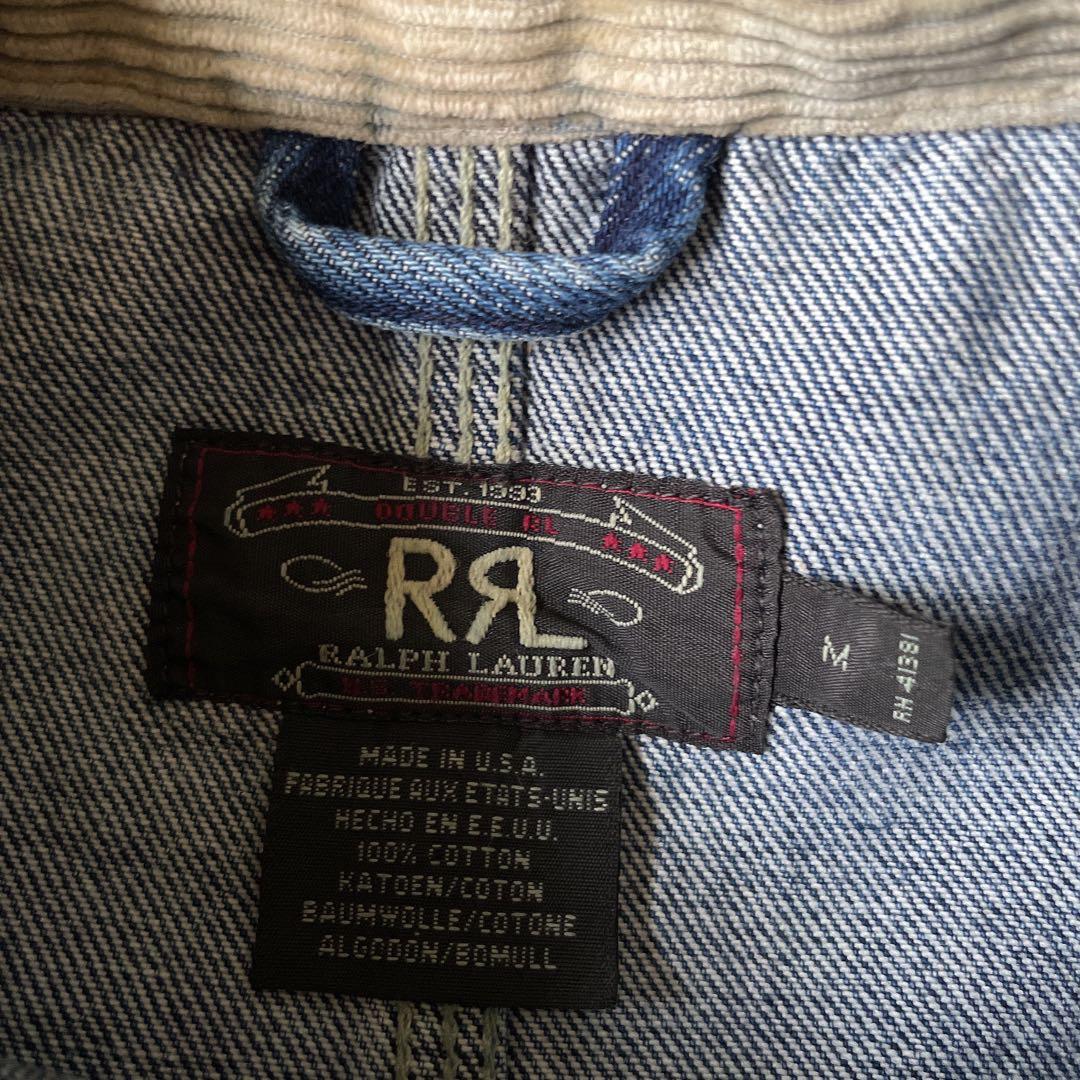 EST. 1993
DOUBLE RL
RRL
RALPH LAUREN
U.S. TRADEMARK
M
RN 41381
MADE IN U.S.A.
FABRIQUE AUX ETATS-UNIS
HECHO EN E.E.U.U.
100% COTTON
KATOEN/COTON
BAUMWOLLE/COTONE
ALGODON/BOMULL